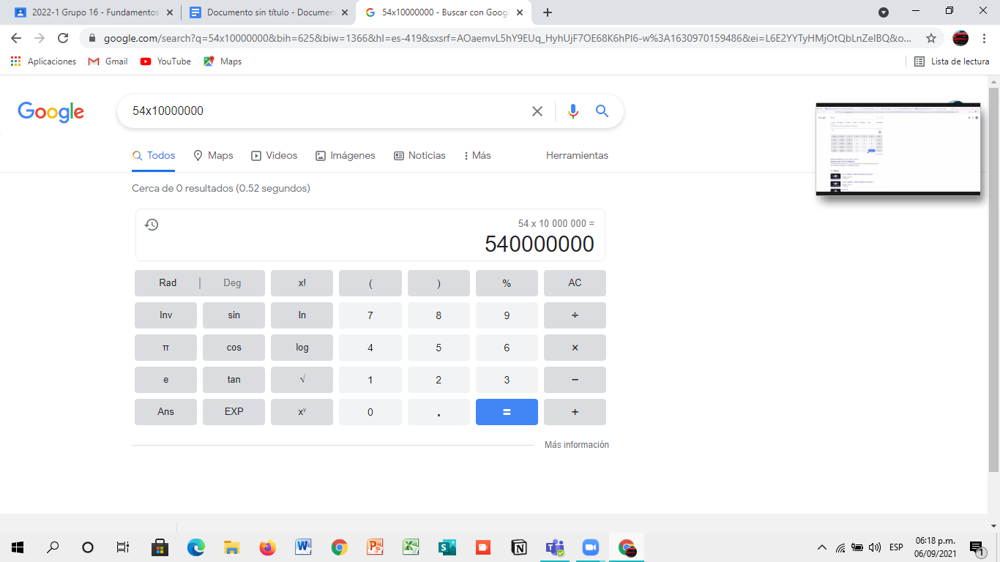 2022-1 Grupo 16 - Fundamentos
Documento sin título - Documen
54x10000000 - Buscar con Googl
google.com/search?q=54x10000000&bih=625&biw=1366&hl=es-419&sxsrf=AOaemvL5hY9EUq_HyhUjF7OE68K6hPl6-w%3A1630970159486&ei=L6E2YYTyHMjOtQbLnZeIBQ&o...
Aplicaciones Gmail YouTube Maps Lista de lectura
Google 54x10000000
Todos Maps Videos Imágenes Noticias Más Herramientas
Cerca de 0 resultados (0.52 segundos)
54 x 10 000 000 =
540000000
Rad | Deg x! ( ) % AC
Inv sin ln 7 8 9 ÷
π cos log 4 5 6 ×
e tan √ 1 2 3 −
Ans EXP xʸ 0 . = +
Más información
ESP 06:18 p.m.
06/09/2021 1